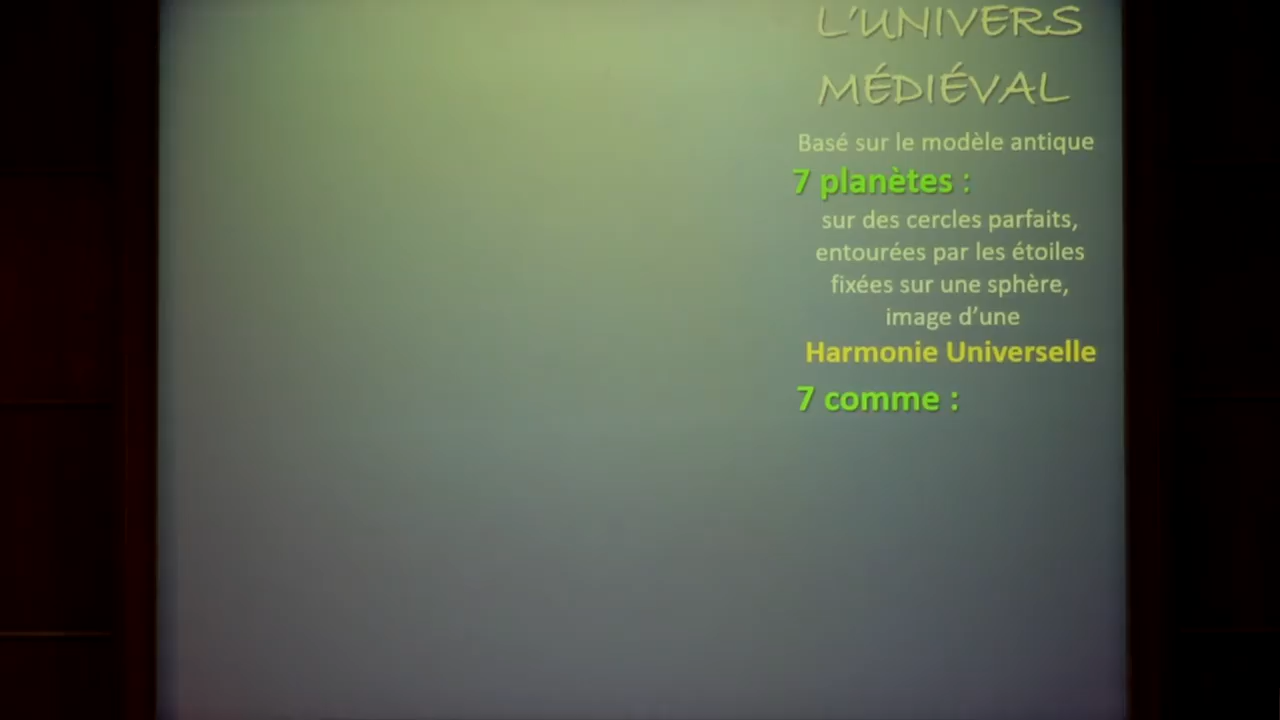 L'UNIVERS
MÉDIÉVAL
Basé sur le modèle antique
7 planètes :
sur des cercles parfaits,
entourées par les étoiles
fixées sur une sphère,
image d’une
Harmonie Universelle
7 comme :